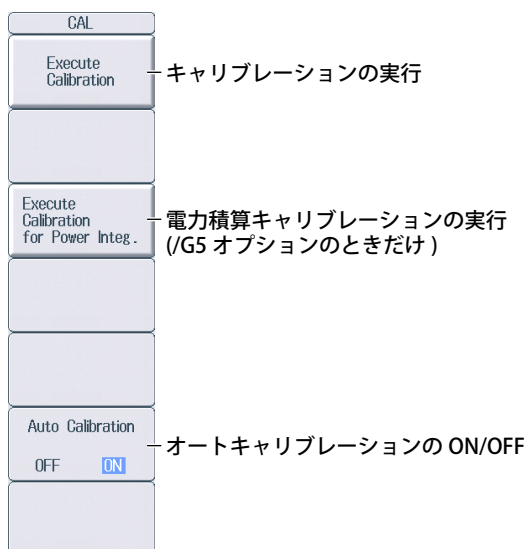 CAL
Execute
Calibration
キャリブレーションの実行
Execute
Calibration
for Power Integ.
電力積算キャリブレーションの実行
(/G5 オプションのときだけ )
Auto Calibration
OFF ON
オートキャリブレーションの ON/OFF